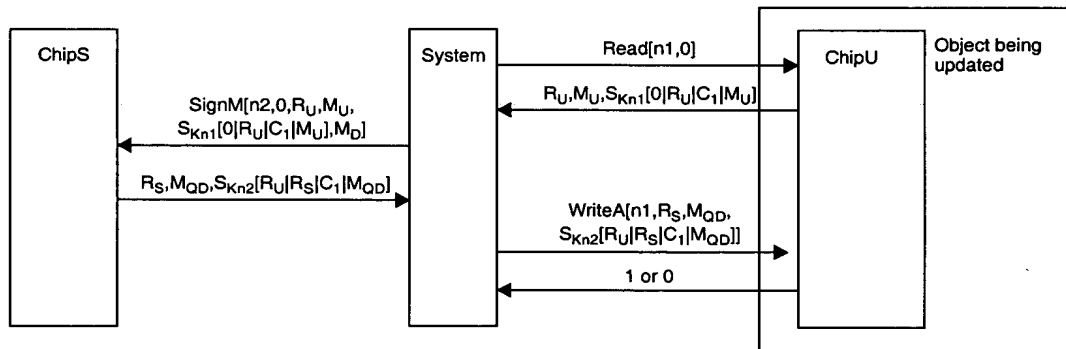 ChipS
System
ChipU
Object being
updated
Read[n1,0]
R_U,M_U,S_Kn1[0|R_U|C_1|M_U]
SignM[n2,0,R_U,M_U,
S_Kn1[0|R_U|C_1|M_U],M_D]
R_S,M_QD,S_Kn2[R_U|R_S|C_1|M_QD]
WriteA[n1,R_S,M_QD,
S_Kn2[R_U|R_S|C_1|M_QD]]
1 or 0